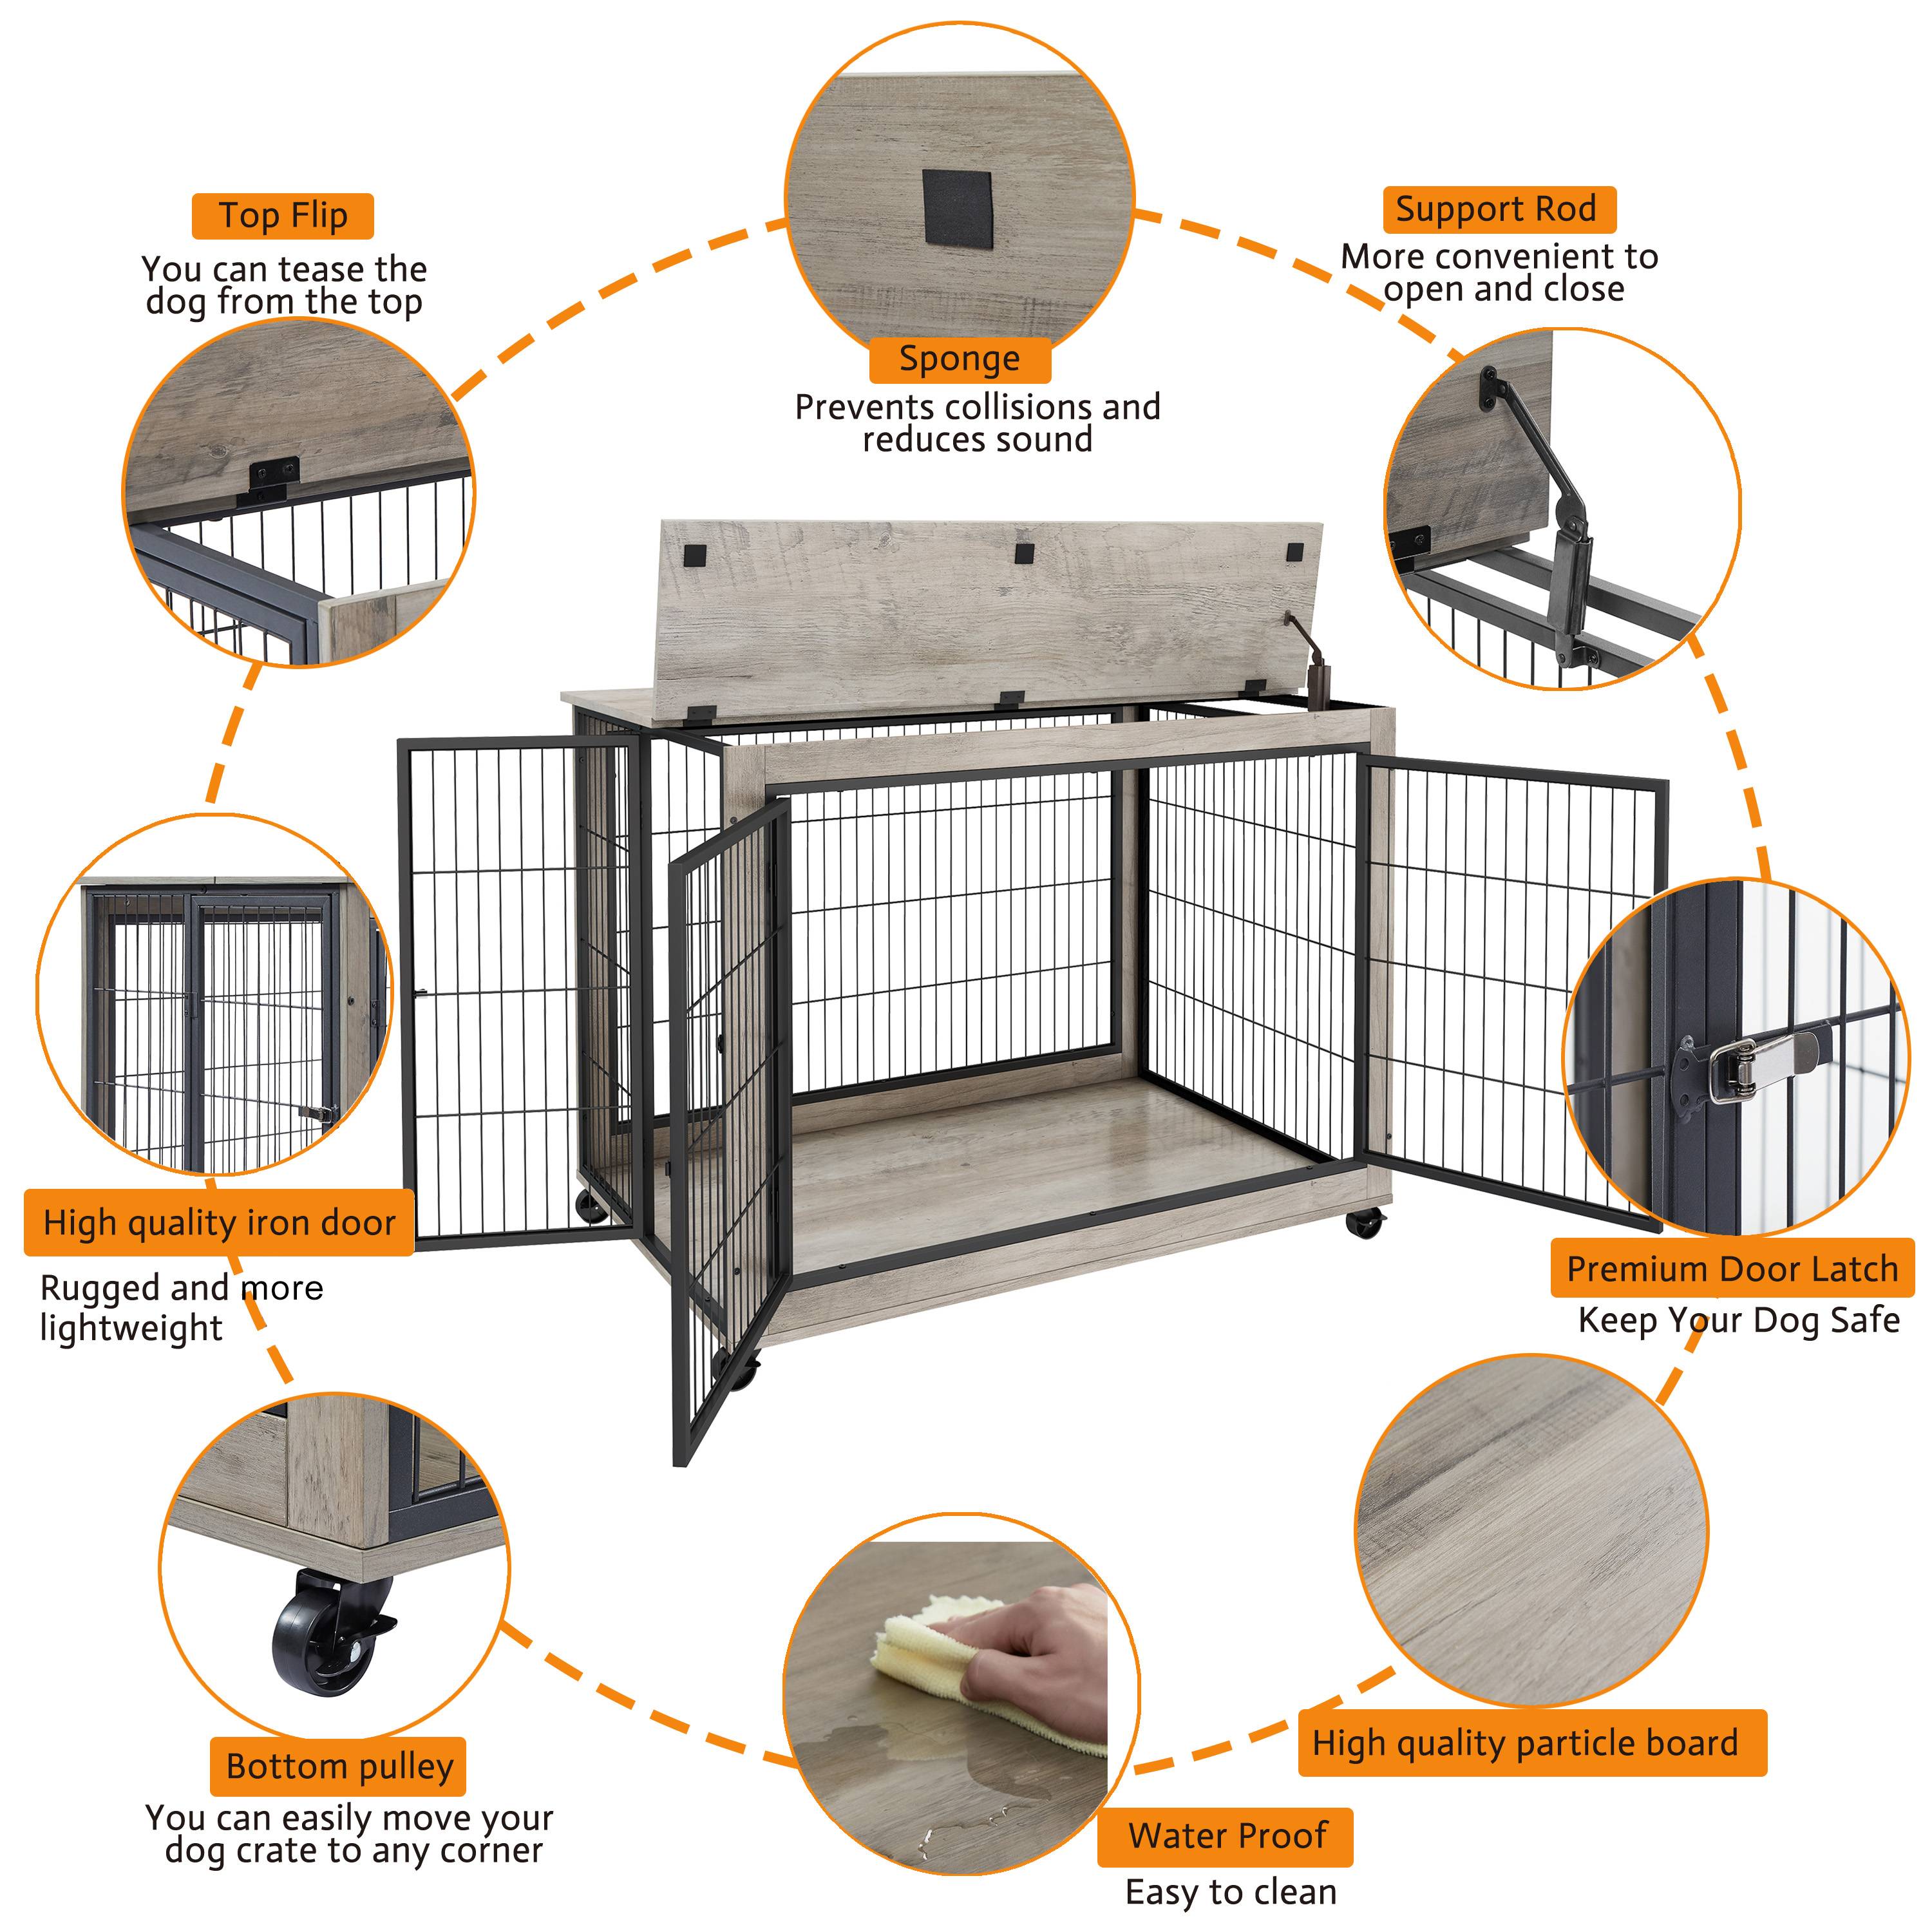 Top Flip
You can tease the
dog from the top
Sponge
Prevents collisions and
reduces sound
Support Rod
More convenient to
open and close
High quality iron door
Rugged and more
lightweight
Premium Door Latch
Keep Your Dog Safe
Bottom pulley
You can easily move your
dog crate to any corner
Water Proof
Easy to clean
High quality particle board